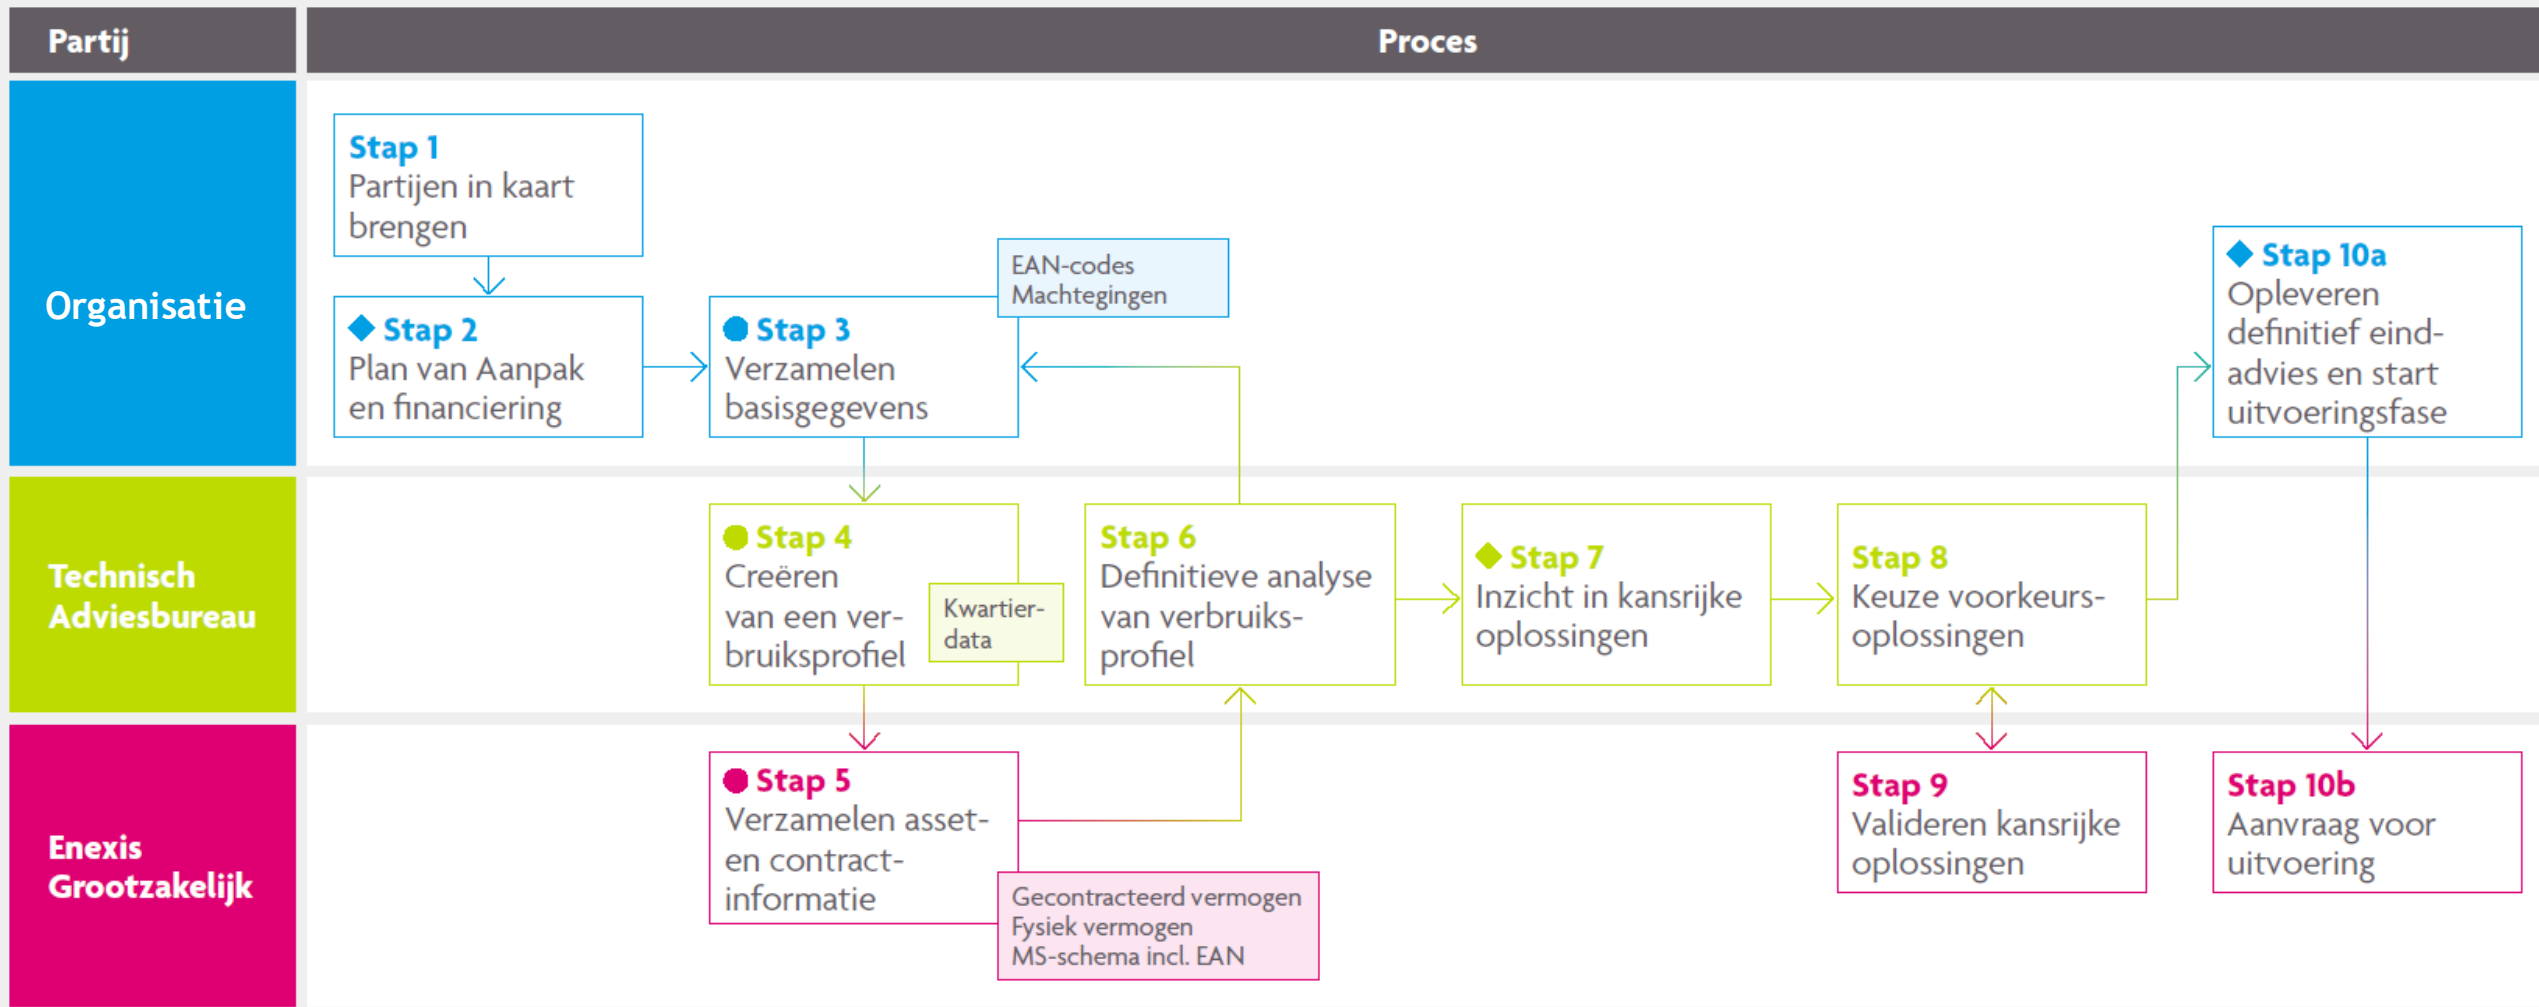 Partij
Proces
Organisatie
Stap 1
Partijen in kaart
brengen
Stap 2
Plan van Aanpak
en financiering
Stap 3
Verzamelen
basisgegevens
EAN-codes
Machtegingen
Stap 10a
Opleveren
definitief eind-
advies en start
uitvoeringsfase
Technisch
Adviesbureau
Stap 4
Creëren
van een ver-
bruiksprofiel
Kwartier-
data
Stap 6
Definitieve analyse
van verbruiks-
profiel
Stap 7
Inzicht in kansrijke
oplossingen
Stap 8
Keuze voorkeurs-
oplossingen
Enexis
Grootzakelijk
Stap 5
Verzamelen asset-
en contract-
informatie
Gecontracteerd vermogen
Fysiek vermogen
MS-schema incl. EAN
Stap 9
Valideren kansrijke
oplossingen
Stap 10b
Aanvraag voor
uitvoering